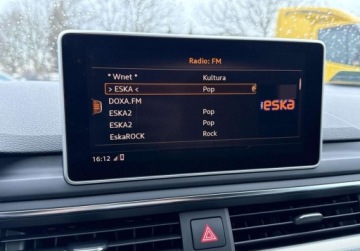 Radio: FM
* Wnet * Kultura
> ESKA < Pop
DOXA.FM
ESKA2 Pop
ESKA2 Pop
EskaROCK Rock
eska
16:12